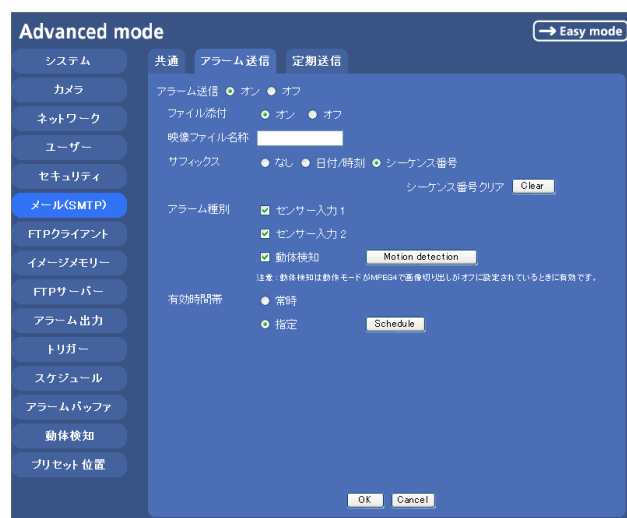 Advanced mode
→ Easy mode
システム
カメラ
ネットワーク
ユーザー
セキュリティ
メール(SMTP)
FTPクライアント
イメージメモリー
FTPサーバー
アラーム出力
トリガー
スケジュール
アラームバッファ
動体検知
プリセット位置
共通 アラーム送信 定期送信
アラーム送信 オン オフ
ファイル添付 オン オフ
映像ファイル名称
サフィックス なし 日付/時刻 シーケンス番号
シーケンス番号クリア Clear
アラーム種別 センサー入力1
センサー入力2
動体検知 Motion detection
注意:動体検知は動作モードがMPEG4で画像切り出しがオフに設定されているときに有効です。
有効時間帯 常時
指定 Schedule
OK Cancel